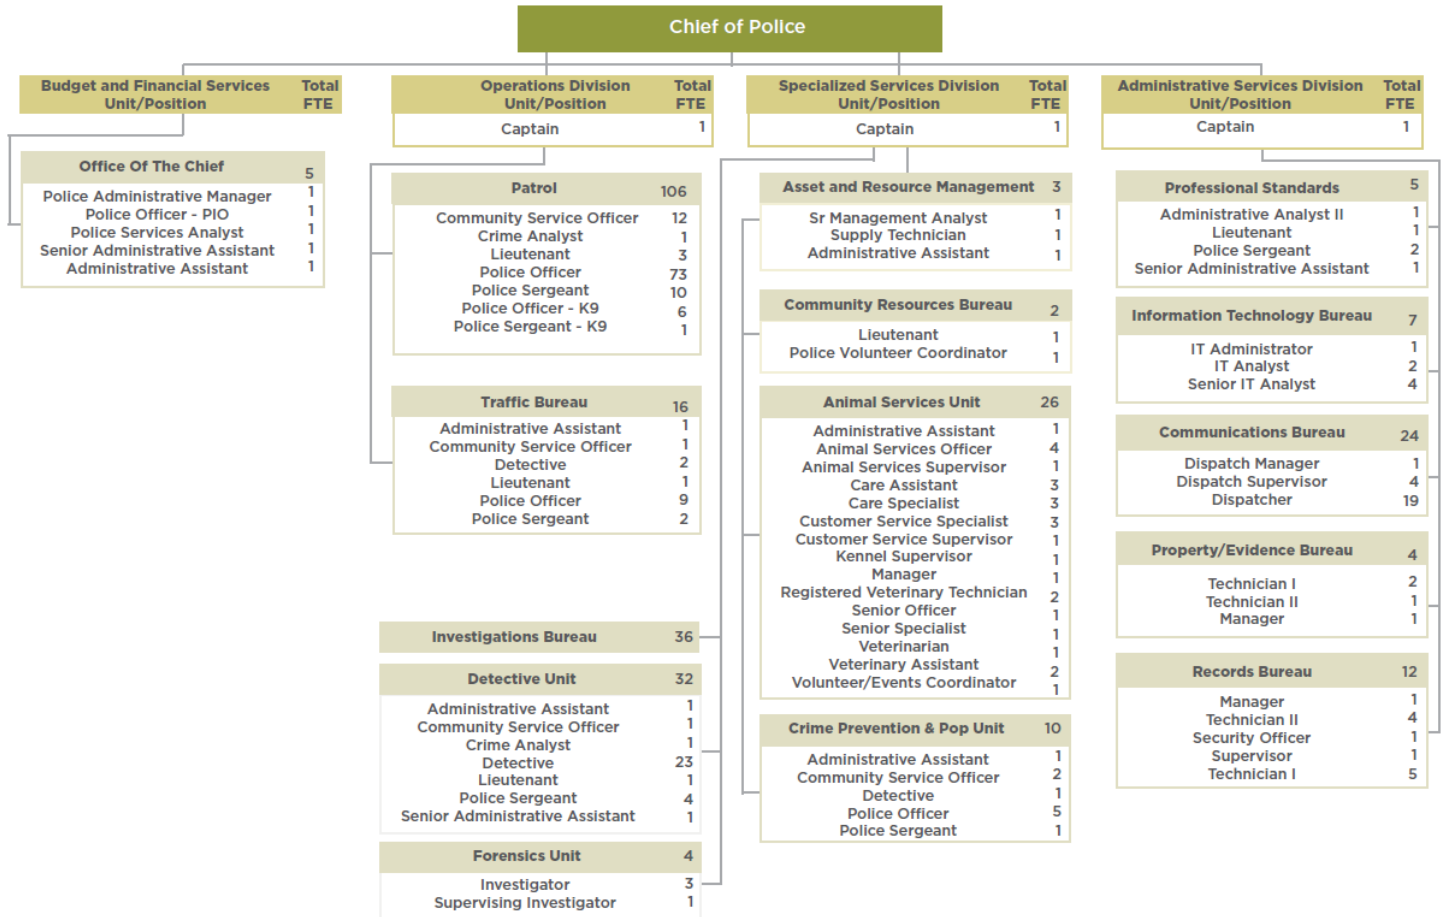 Chief of Police
Budget and Financial Services Total
Unit/Position FTE
Office Of The Chief 5
Police Administrative Manager 1
Police Officer - PIO 1
Police Services Analyst 1
Senior Administrative Assistant 1
Administrative Assistant 1
Operations Division Total
Unit/Position FTE
Captain 1
Patrol 106
Community Service Officer 12
Crime Analyst 1
Lieutenant 3
Police Officer 73
Police Sergeant 10
Police Officer - K9 6
Police Sergeant - K9 1
Traffic Bureau 16
Administrative Assistant 1
Community Service Officer 1
Detective 2
Lieutenant 1
Police Officer 9
Police Sergeant 2
Specialized Services Division Total
Unit/Position FTE
Captain 1
Investigations Bureau 36
Detective Unit 32
Administrative Assistant 1
Community Service Officer 1
Crime Analyst 1
Detective 23
Lieutenant 1
Police Sergeant 4
Senior Administrative Assistant 1
Forensics Unit 4
Investigator 3
Supervising Investigator 1
Asset and Resource Management 3
Sr Management Analyst 1
Supply Technician 1
Administrative Assistant 1
Community Resources Bureau 2
Lieutenant 1
Police Volunteer Coordinator 1
Animal Services Unit 26
Administrative Assistant 1
Animal Services Officer 4
Animal Services Supervisor 1
Care Assistant 3
Care Specialist 3
Customer Service Specialist 3
Customer Service Supervisor 1
Kennel Supervisor 1
Manager 1
Registered Veterinary Technician 2
Senior Officer 1
Senior Specialist 1
Veterinarian 1
Veterinary Assistant 2
Volunteer/Events Coordinator 1
Crime Prevention & Pop Unit 10
Administrative Assistant 1
Community Service Officer 2
Detective 1
Police Officer 5
Police Sergeant 1
Administrative Services Division Total
Unit/Position FTE
Captain 1
Professional Standards 5
Administrative Analyst II 1
Lieutenant 1
Police Sergeant 2
Senior Administrative Assistant 1
Information Technology Bureau 7
IT Administrator 1
IT Analyst 2
Senior IT Analyst 4
Communications Bureau 24
Dispatch Manager 1
Dispatch Supervisor 4
Dispatcher 19
Property/Evidence Bureau 4
Technician I 2
Technician II 1
Manager 1
Records Bureau 12
Manager 1
Technician II 4
Security Officer 1
Supervisor 1
Technician I 5